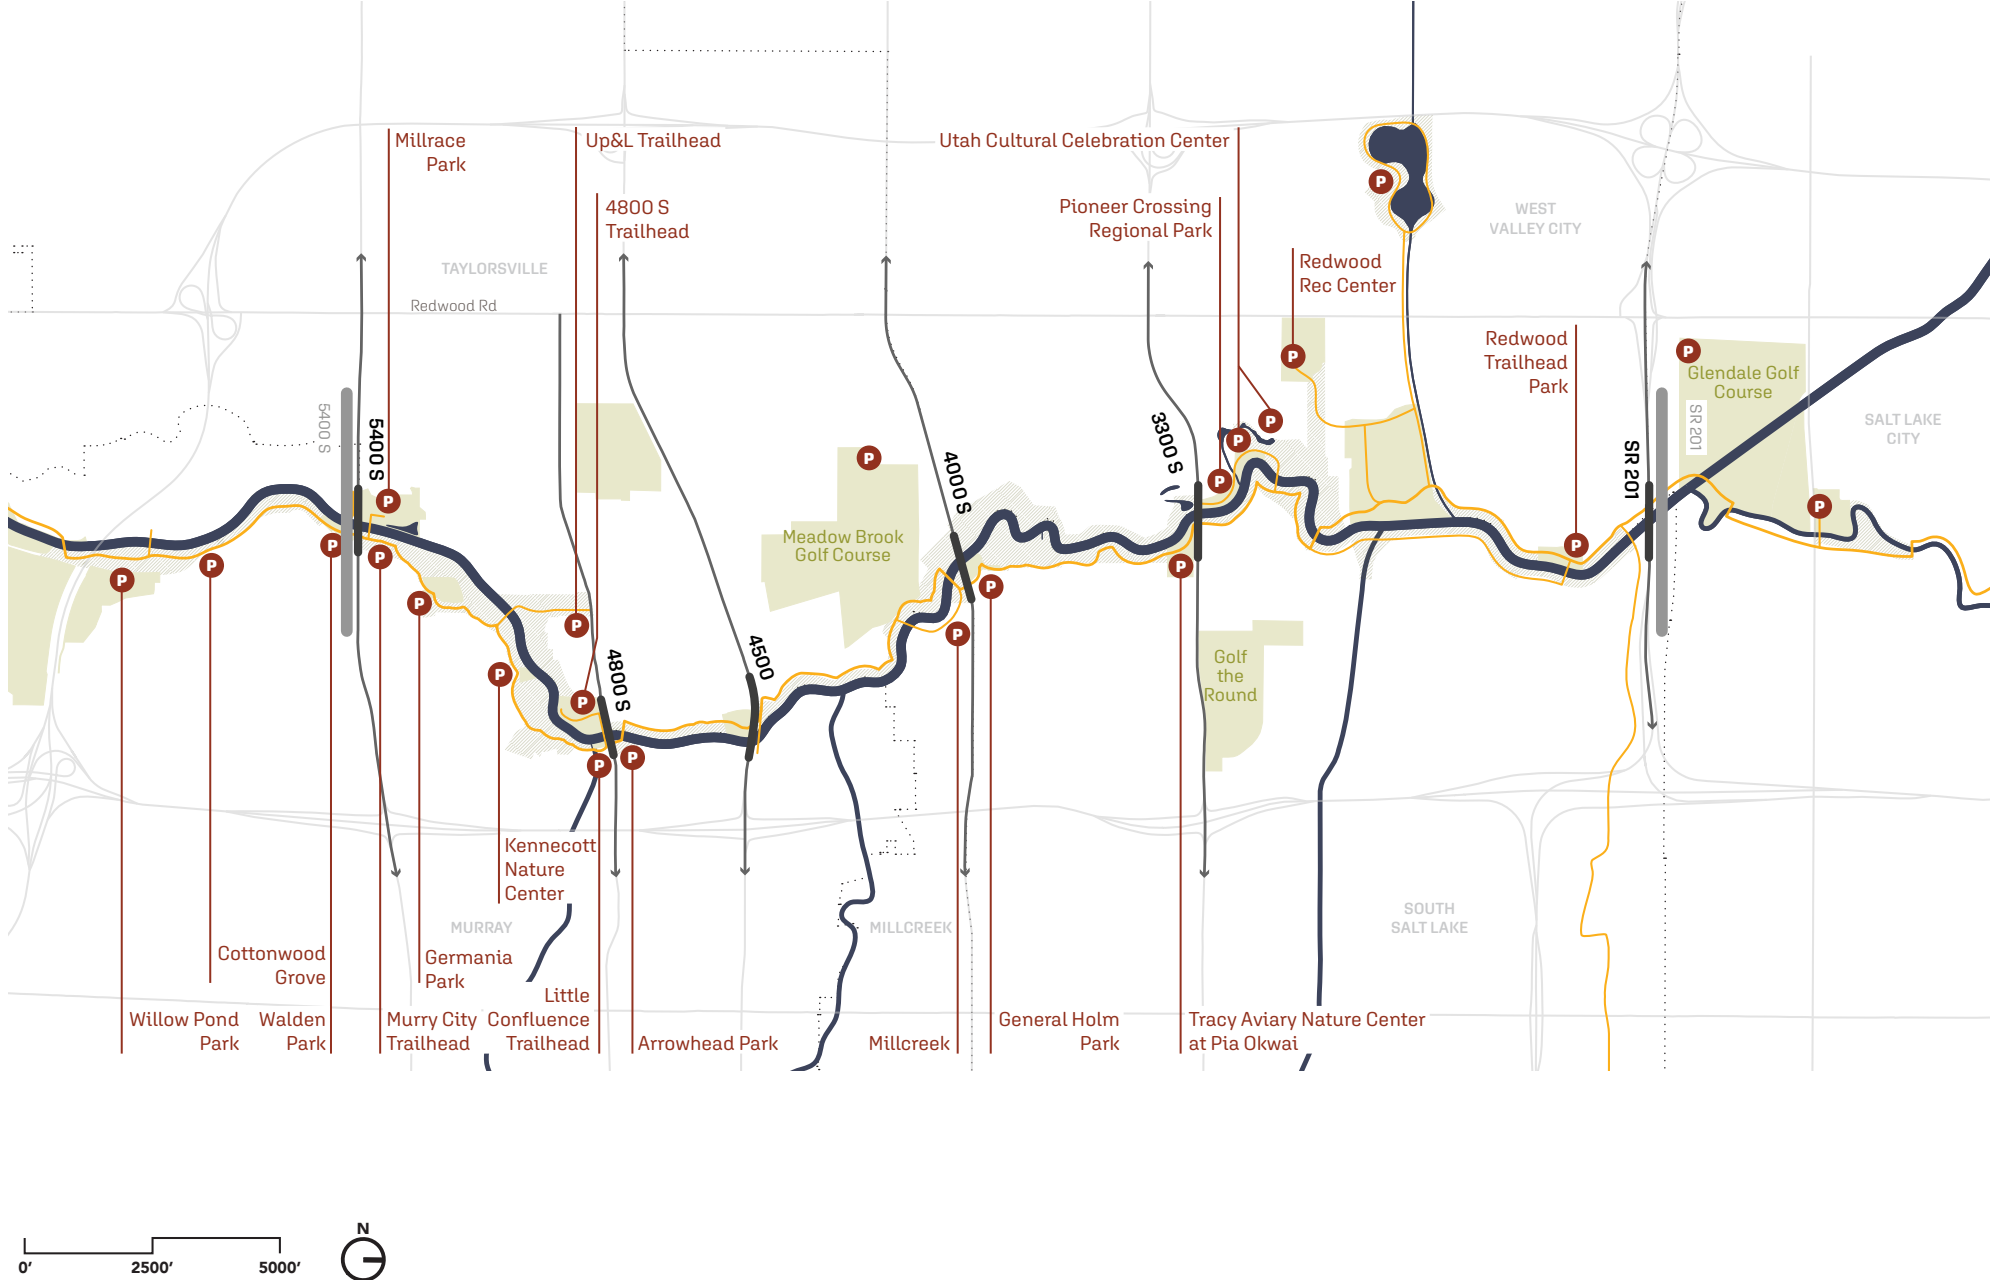 Millrace
Park
Up&L Trailhead
Utah Cultural Celebration Center
P
4800 S
Trailhead
Pioneer Crossing
Regional Park
WEST
VALLEY CITY
TAYLORSVILLE
Redwood Rd
Redwood
Rec Center
Redwood
Trailhead
Park
P
P
Glendale Golf
Course
5400 S
5400 S
3300 S
P
P
SR 201
SR 201
SALT LAKE
CITY
P
4000 S
P
P
P
Meadow Brook
Golf Course
P
P
P
P
P
P
P
P
P
P
P
4500
4800 S
Golf
the
Round
P
P
P
P
Kennecott
Nature
Center
MURRAY
MILLCREEK
SOUTH
SALT LAKE
Cottonwood
Grove
Germania
Park
Little
Confluence
Trailhead
Willow Pond
Park
Walden
Park
Murry City
Trailhead
Arrowhead Park
Millcreek
General Holm
Park
Tracy Aviary Nature Center
at Pia Okwai
N
0’
2500’
5000’